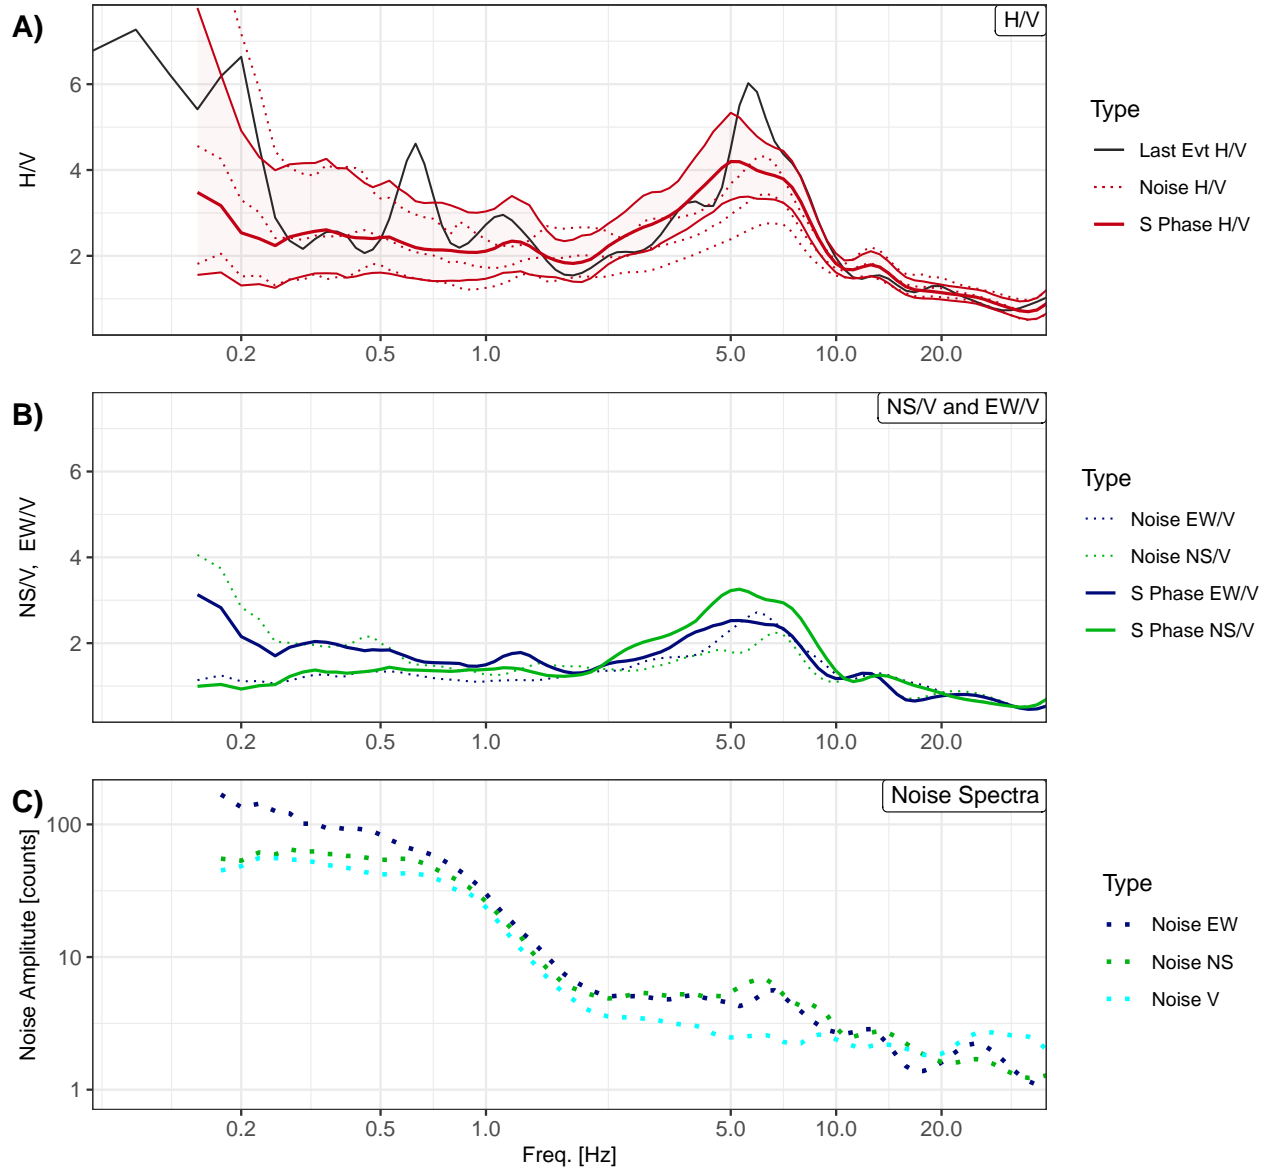 A)
H/V
6
4
2
H/V
0.2 0.5 1.0 5.0 10.0 20.0
Type
Last Evt H/V
Noise H/V
S Phase H/V
B)
NS/V and EW/V
6
4
2
NS/V, EW/V
0.2 0.5 1.0 5.0 10.0 20.0
Type
Noise EW/V
Noise NS/V
S Phase EW/V
S Phase NS/V
C)
Noise Spectra
100
10
1
Noise Amplitute [counts]
0.2 0.5 1.0 5.0 10.0 20.0
Freq. [Hz]
Type
Noise EW
Noise NS
Noise V